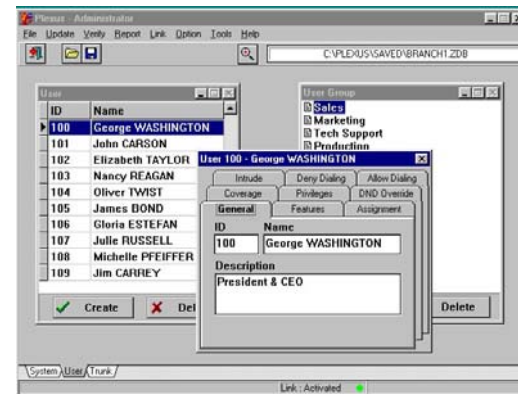 Plexus - Administrator
File Update Verify Report Link Option Tools Help
C:\PLEXUS\SAVED\BRANCH1.ZDB
User
ID Name
100 George WASHINGTON
101 John CARSON
102 Elizabeth TAYLOR
103 Nancy REAGAN
104 Oliver TWIST
105 James BOND
106 Gloria ESTEFAN
107 Julie RUSSELL
108 Michelle PFEIFFER
109 Jim CARREY
Create Del
User Group
Sales
Marketing
Tech Support
Production
Delete
User 100 - George WASHINGTON
Intrude Deny Dialing Allow Dialing
Coverage Privileges DND Override
General Features Assignment
ID Name
100 George WASHINGTON
Description
President & CEO
System User Trunk
Link : Activated